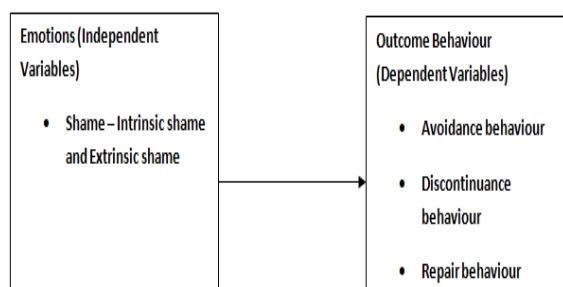 Emotions (Independent
Variables)
• Shame – Intrinsic shame
and Extrinsic shame
Outcome Behaviour
(Dependent Variables)
• Avoidance behaviour
• Discontinuance
behaviour
• Repair behaviour